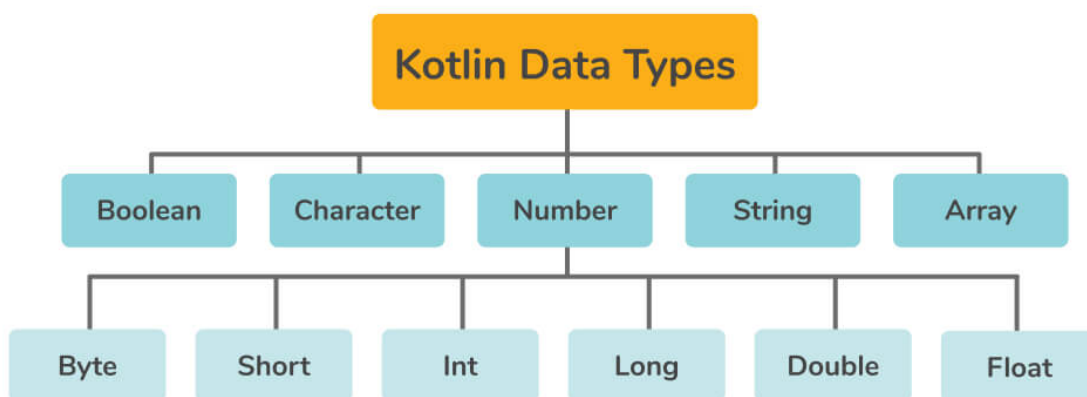 Kotlin Data Types
Boolean Character Number String Array
Byte Short Int Long Double Float